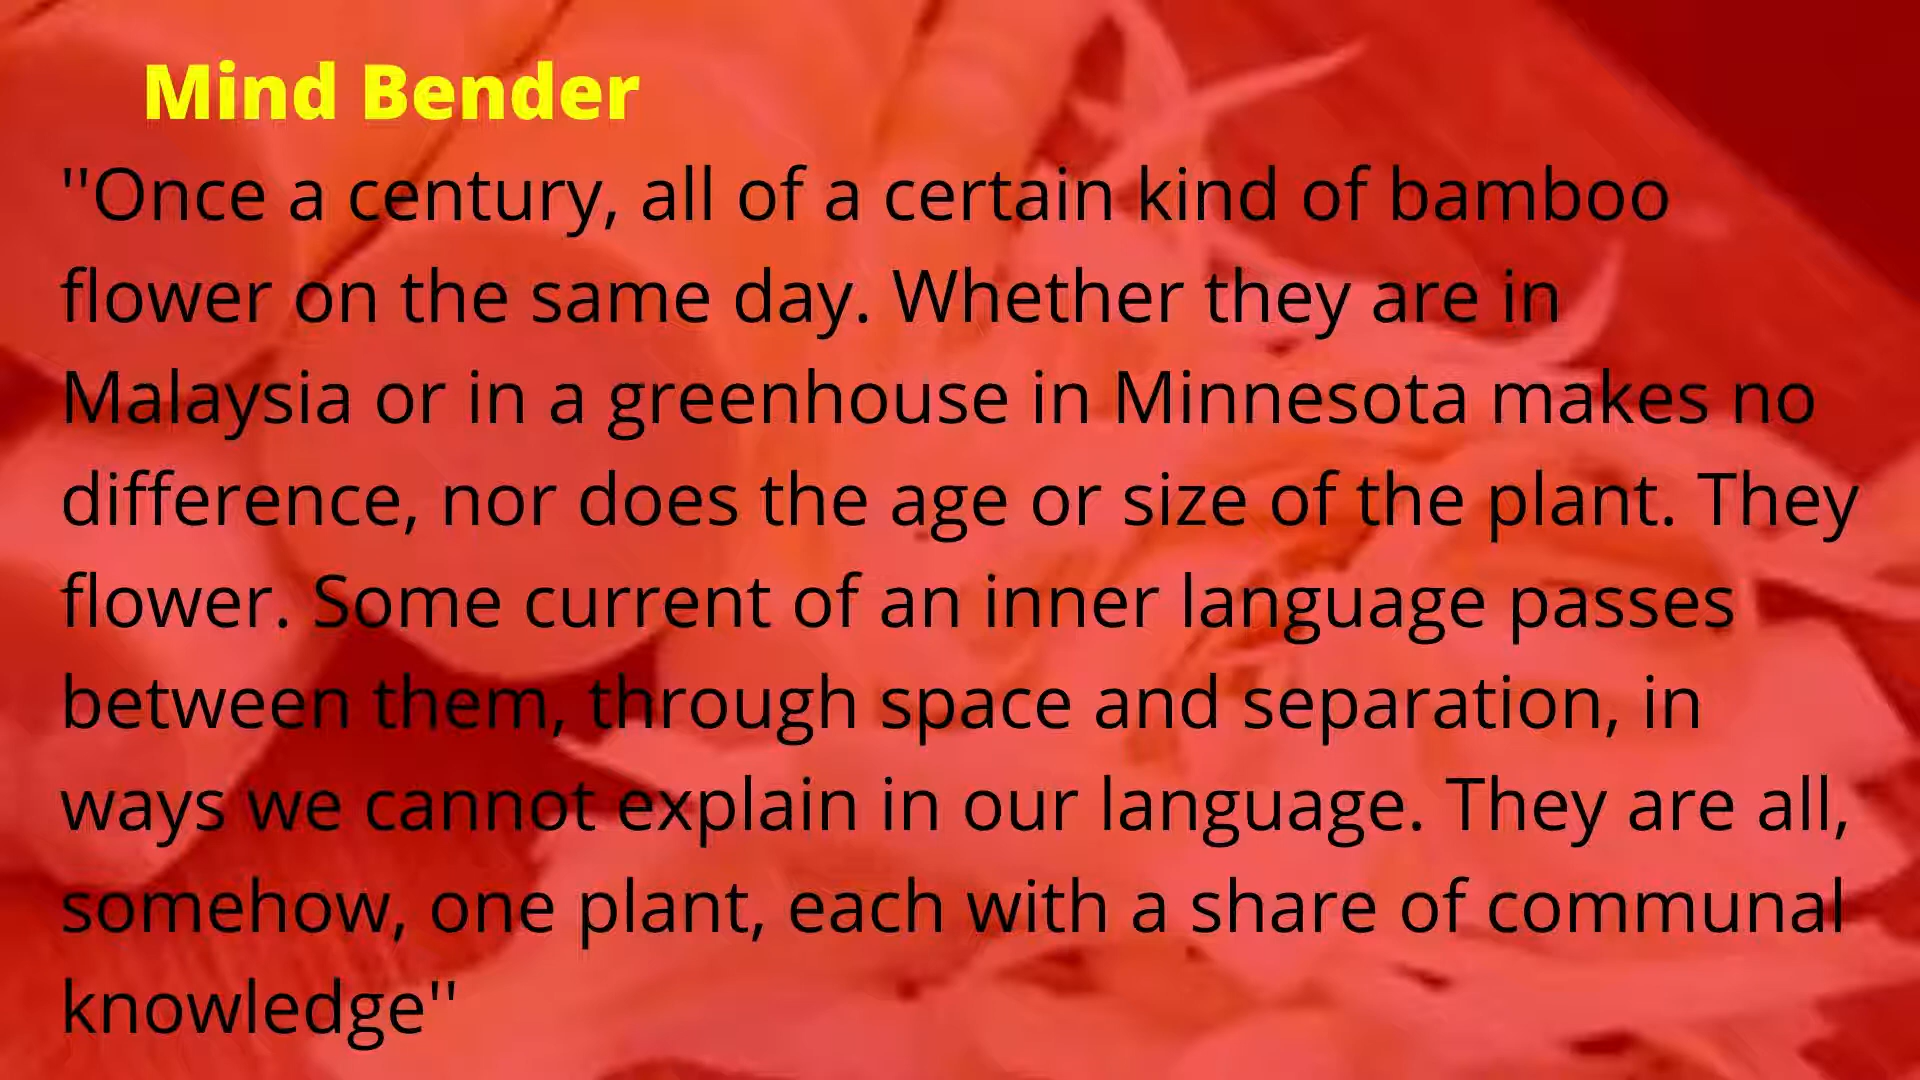 Mind Bender
''Once a century, all of a certain kind of bamboo
flower on the same day. Whether they are in
Malaysia or in a greenhouse in Minnesota makes no
difference, nor does the age or size of the plant. They
flower. Some current of an inner language passes
between them, through space and separation, in
ways we cannot explain in our language. They are all,
somehow, one plant, each with a share of communal
knowledge''